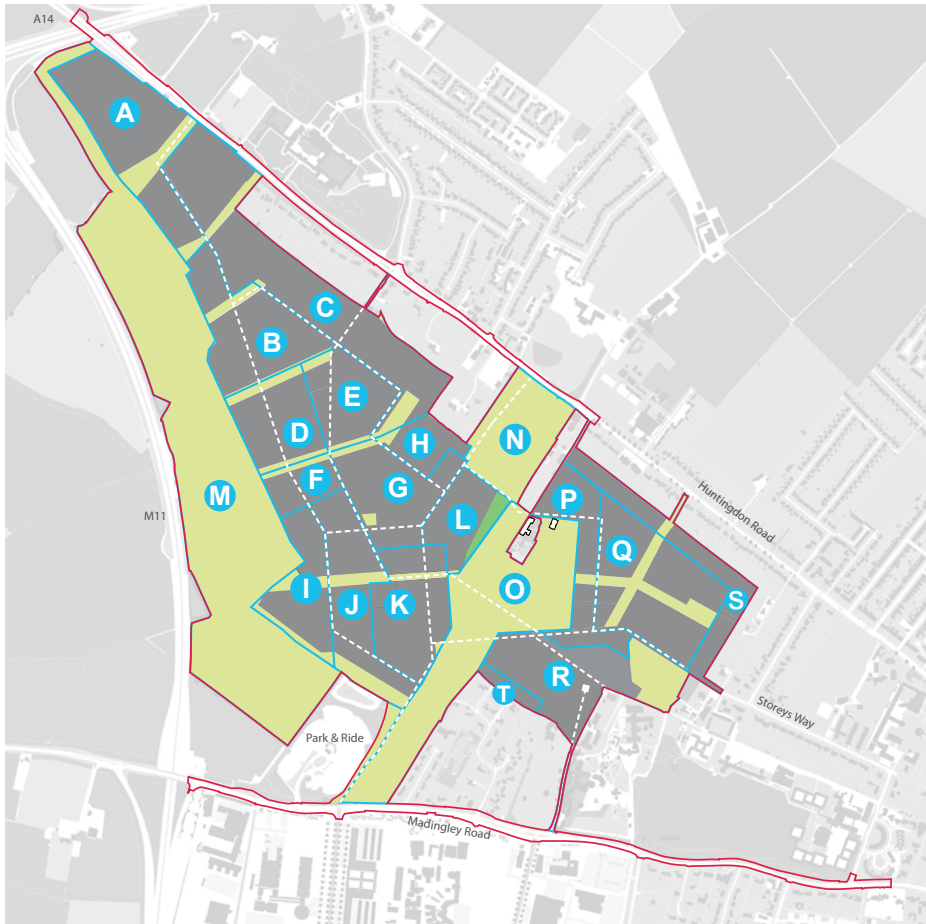 A14
A
C
B
E
D
H
N
F
G
M
M11
L
P
Huntingdon Road
Q
I
J
K
O
S
R
T
Storeys Way
Park & Ride
Madingley Road